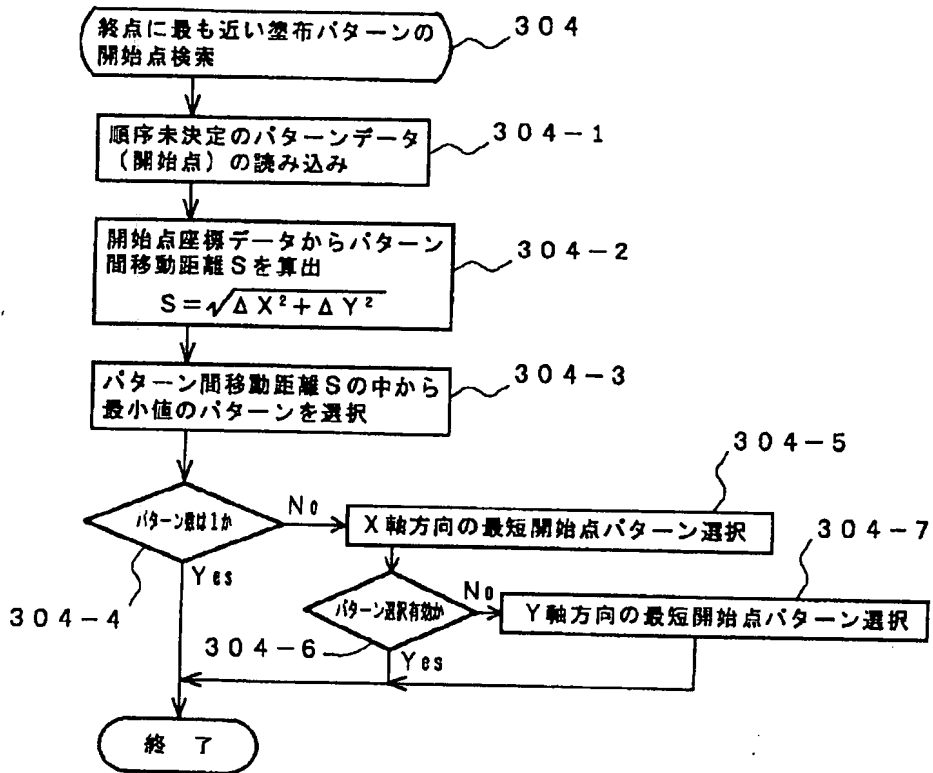 終点に最も近い塗布パターンの
開始点検索
304
順序未決定のパターンデータ
（開始点）の読み込み
304-1
開始点座標データからパターン
間移動距離Sを算出
S=√ΔX²+ΔY²
304-2
パターン間移動距離Sの中から
最小値のパターンを選択
304-3
304-5
パターン数は1か
No
X軸方向の最短開始点パターン選択
304-7
Yes
304-4
パターン選択有効か
No
Y軸方向の最短開始点パターン選択
304-6
Yes
終了